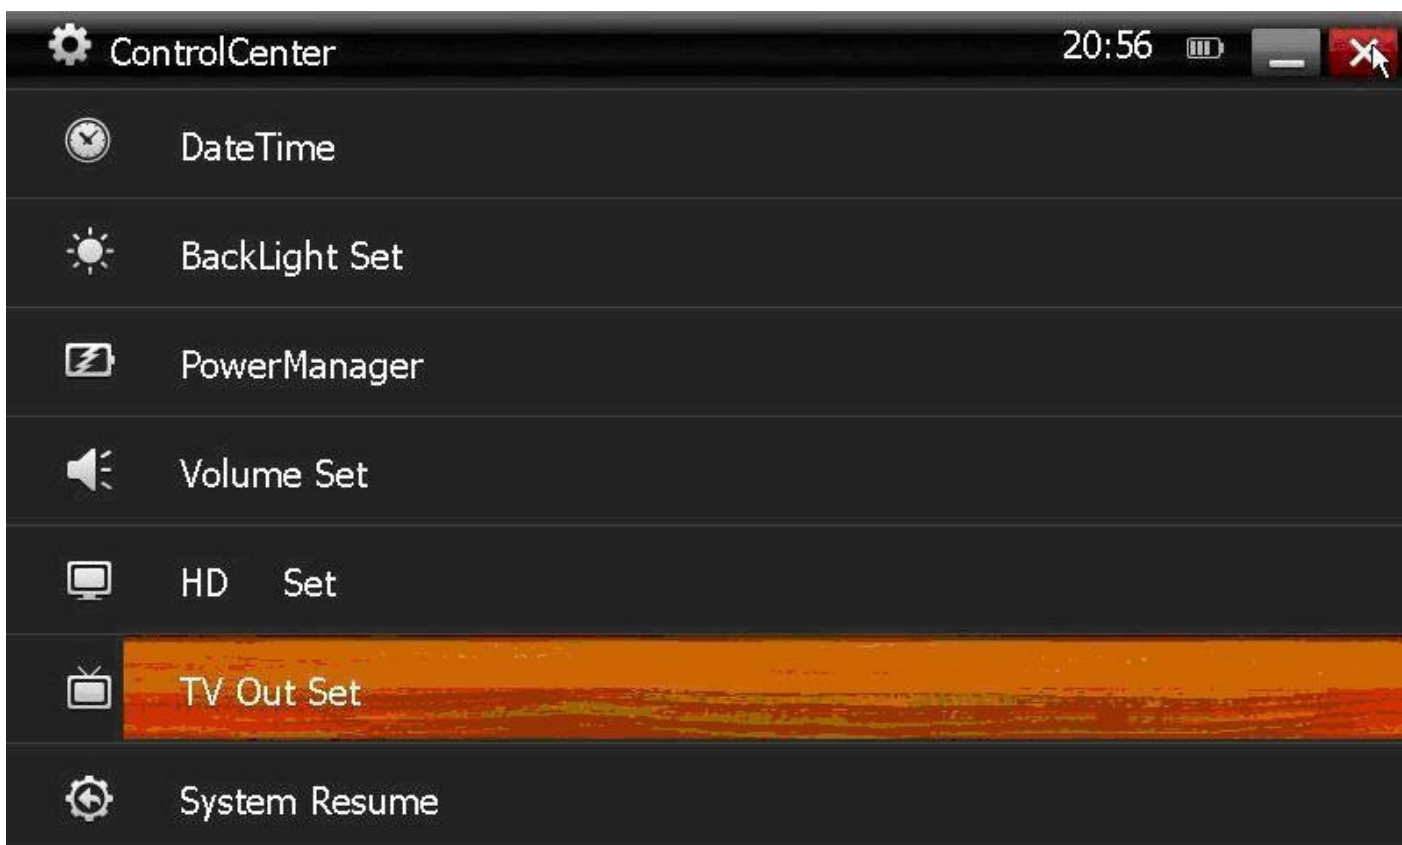 ControlCenter 20:56
DateTime
BackLight Set
PowerManager
Volume Set
HD Set
TV Out Set
System Resume